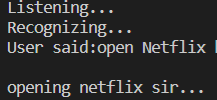 Listening...
Recognizing...
User said:open Netflix
opening netflix sir...